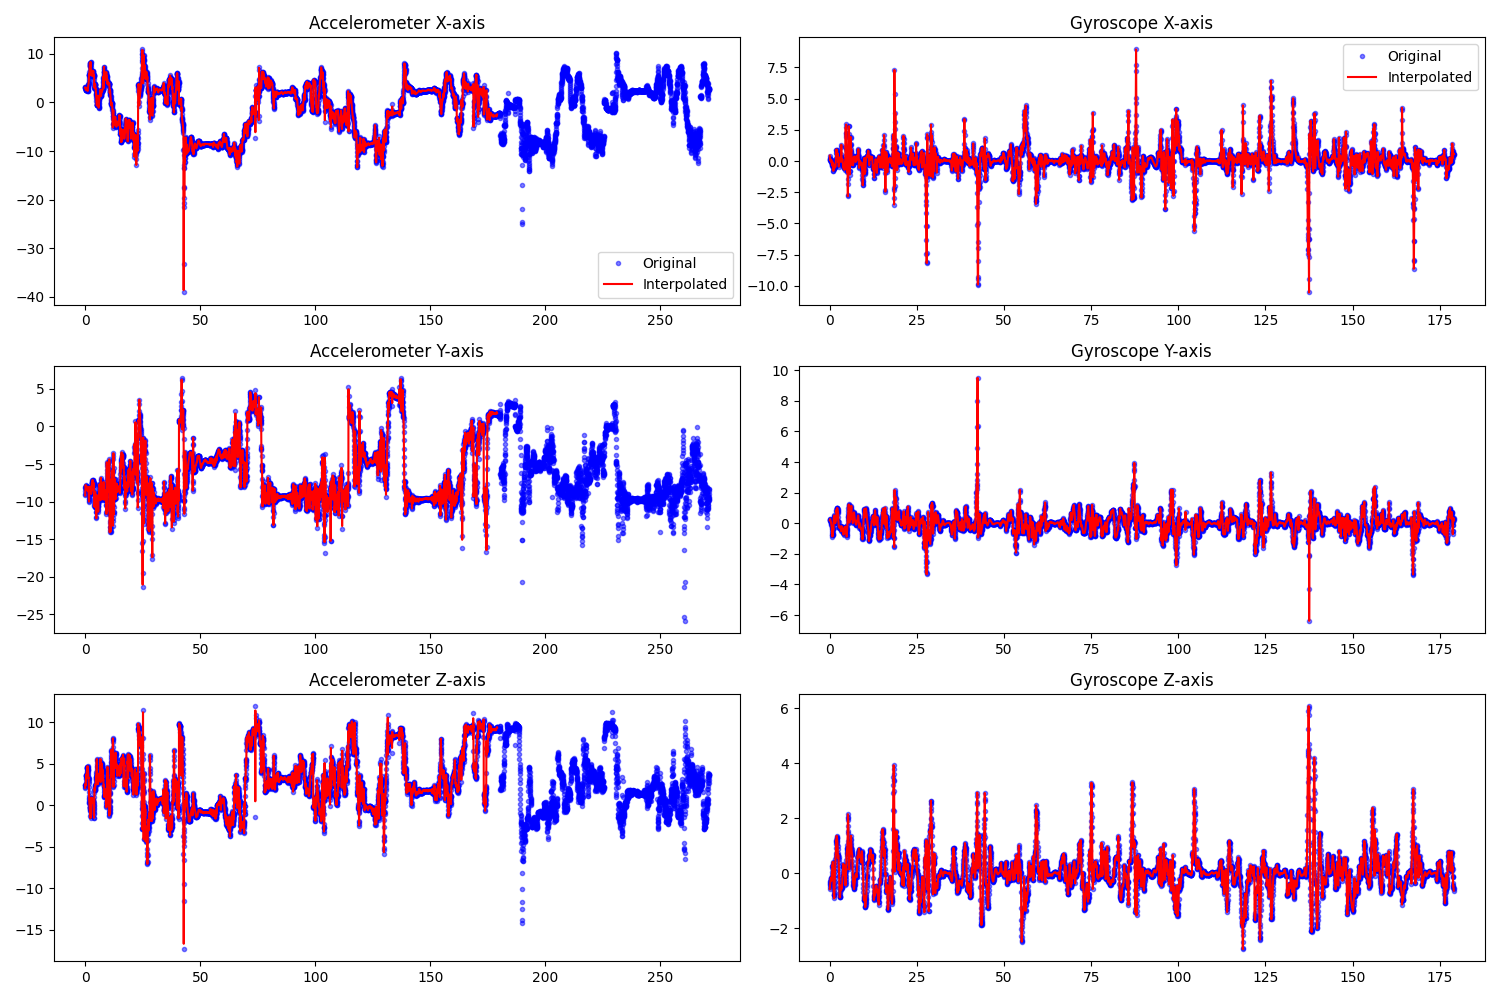 Accelerometer X-axis
10
0
−10
−20
−30
−40
0 50 100 150 200 250
Original
Interpolated
Gyroscope X-axis
7.5
5.0
2.5
0.0
−2.5
−5.0
−7.5
−10.0
0 25 50 75 100 125 150 175
Original
Interpolated
Accelerometer Y-axis
5
0
−5
−10
−15
−20
−25
0 50 100 150 200 250
Gyroscope Y-axis
10
8
6
4
2
0
−2
−4
−6
0 25 50 75 100 125 150 175
Accelerometer Z-axis
10
5
0
−5
−10
−15
0 50 100 150 200 250
Gyroscope Z-axis
6
4
2
0
−2
0 25 50 75 100 125 150 175